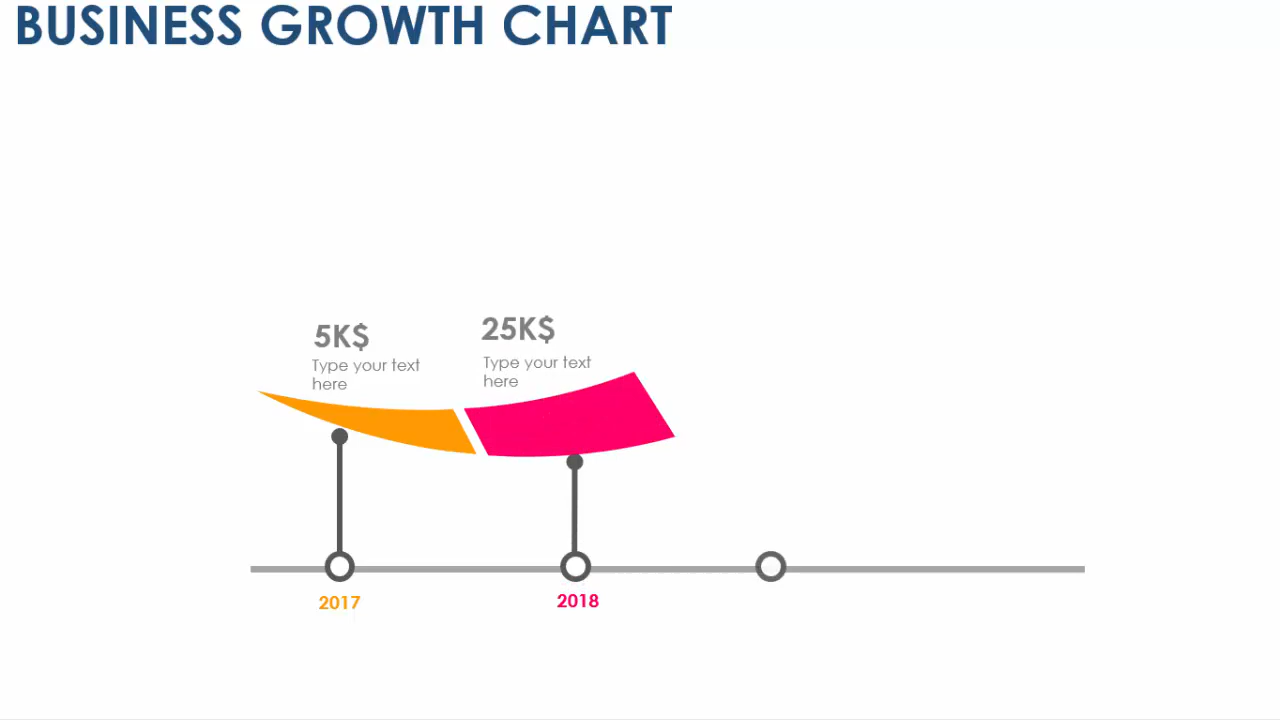 BUSINESS GROWTH CHART
5K$
Type your text
here
25K$
Type your text
here
2017
2018